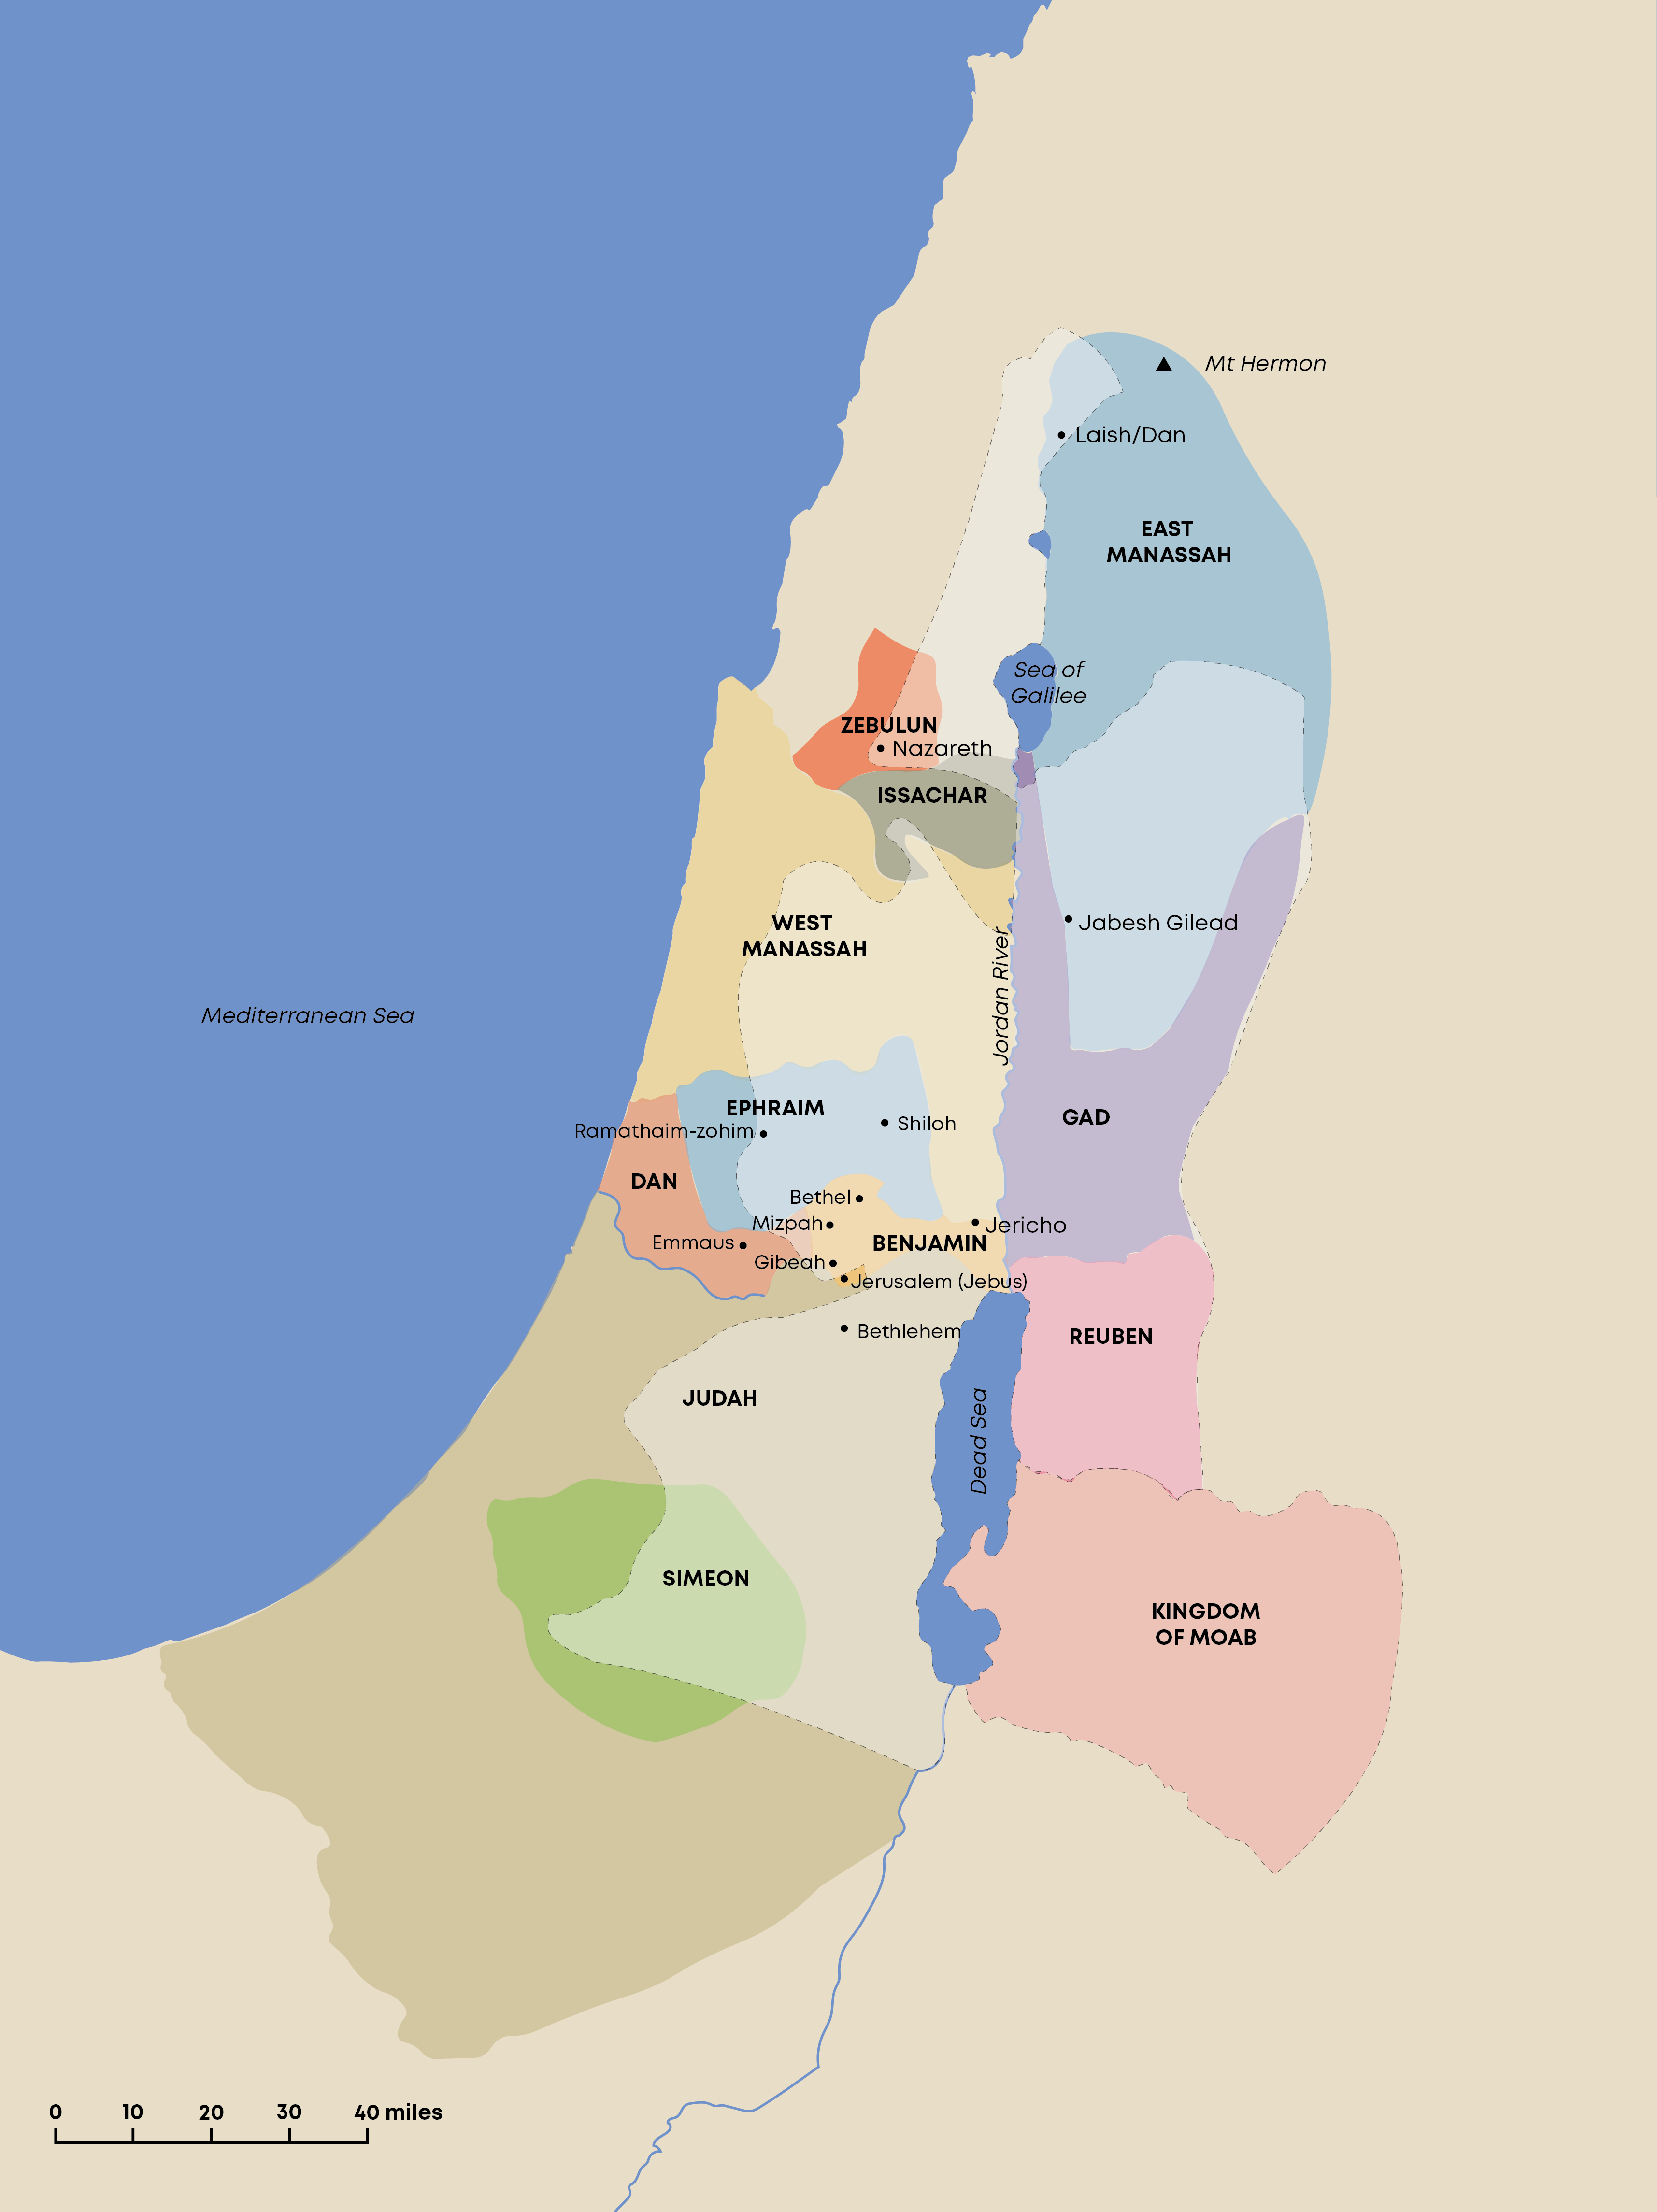 Mt Hermon
Laish/Dan
EAST
MANASSAH
Sea of
Galilee
ZEBULUN
Nazareth
ISSACHAR
WEST
MANASSAH
Jabesh Gilead
Jordan River
Mediterranean Sea
EPHRAIM
GAD
Ramathaim-zohim
Shiloh
DAN
Bethel
Mizpah
Jericho
Emmaus
BENJAMIN
Gibeah
Jerusalem (Jebus)
Bethlehem
REUBEN
JUDAH
Dead Sea
SIMEON
KINGDOM
OF MOAB
0 10 20 30 40 miles